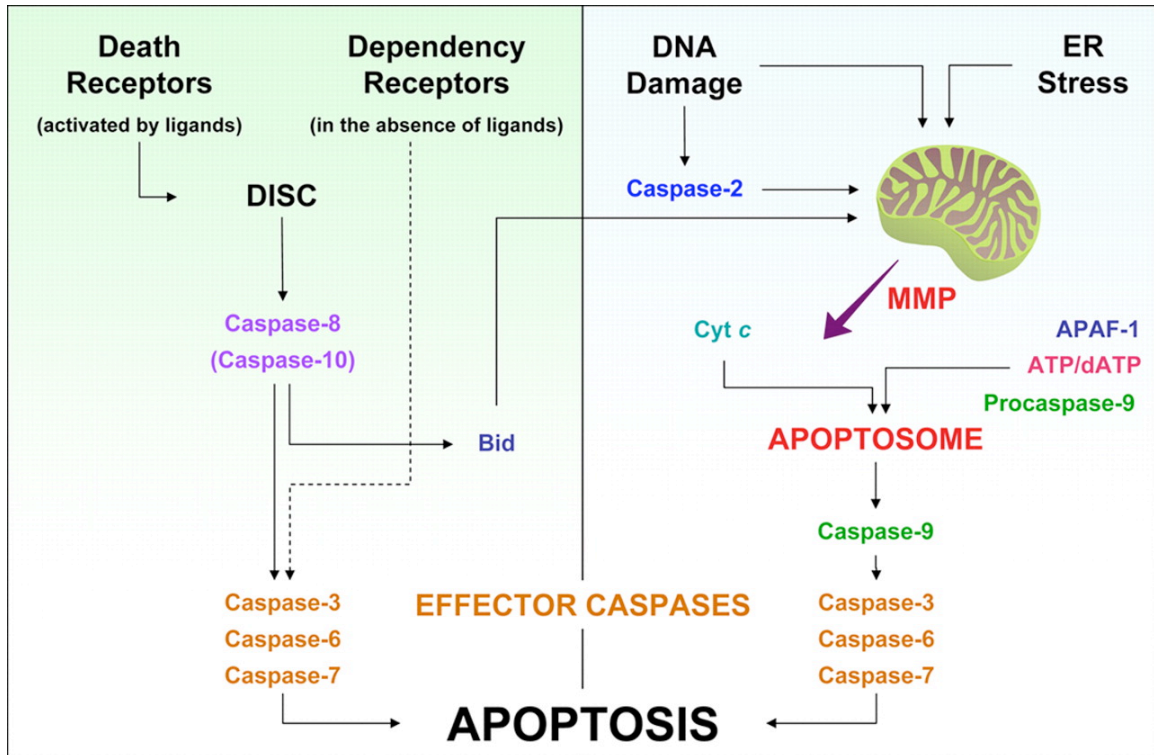 Death
Receptors
(activated by ligands)
Dependency
Receptors
(in the absence of ligands)
DISC
Caspase-8
(Caspase-10)
Bid
DNA
Damage
ER
Stress
Caspase-2
MMP
Cyt c
APAF-1
ATP/dATP
Procaspase-9
APOPTOSOME
Caspase-9
Caspase-3
Caspase-6
Caspase-7
EFFECTOR CASPASES
Caspase-3
Caspase-6
Caspase-7
APOPTOSIS